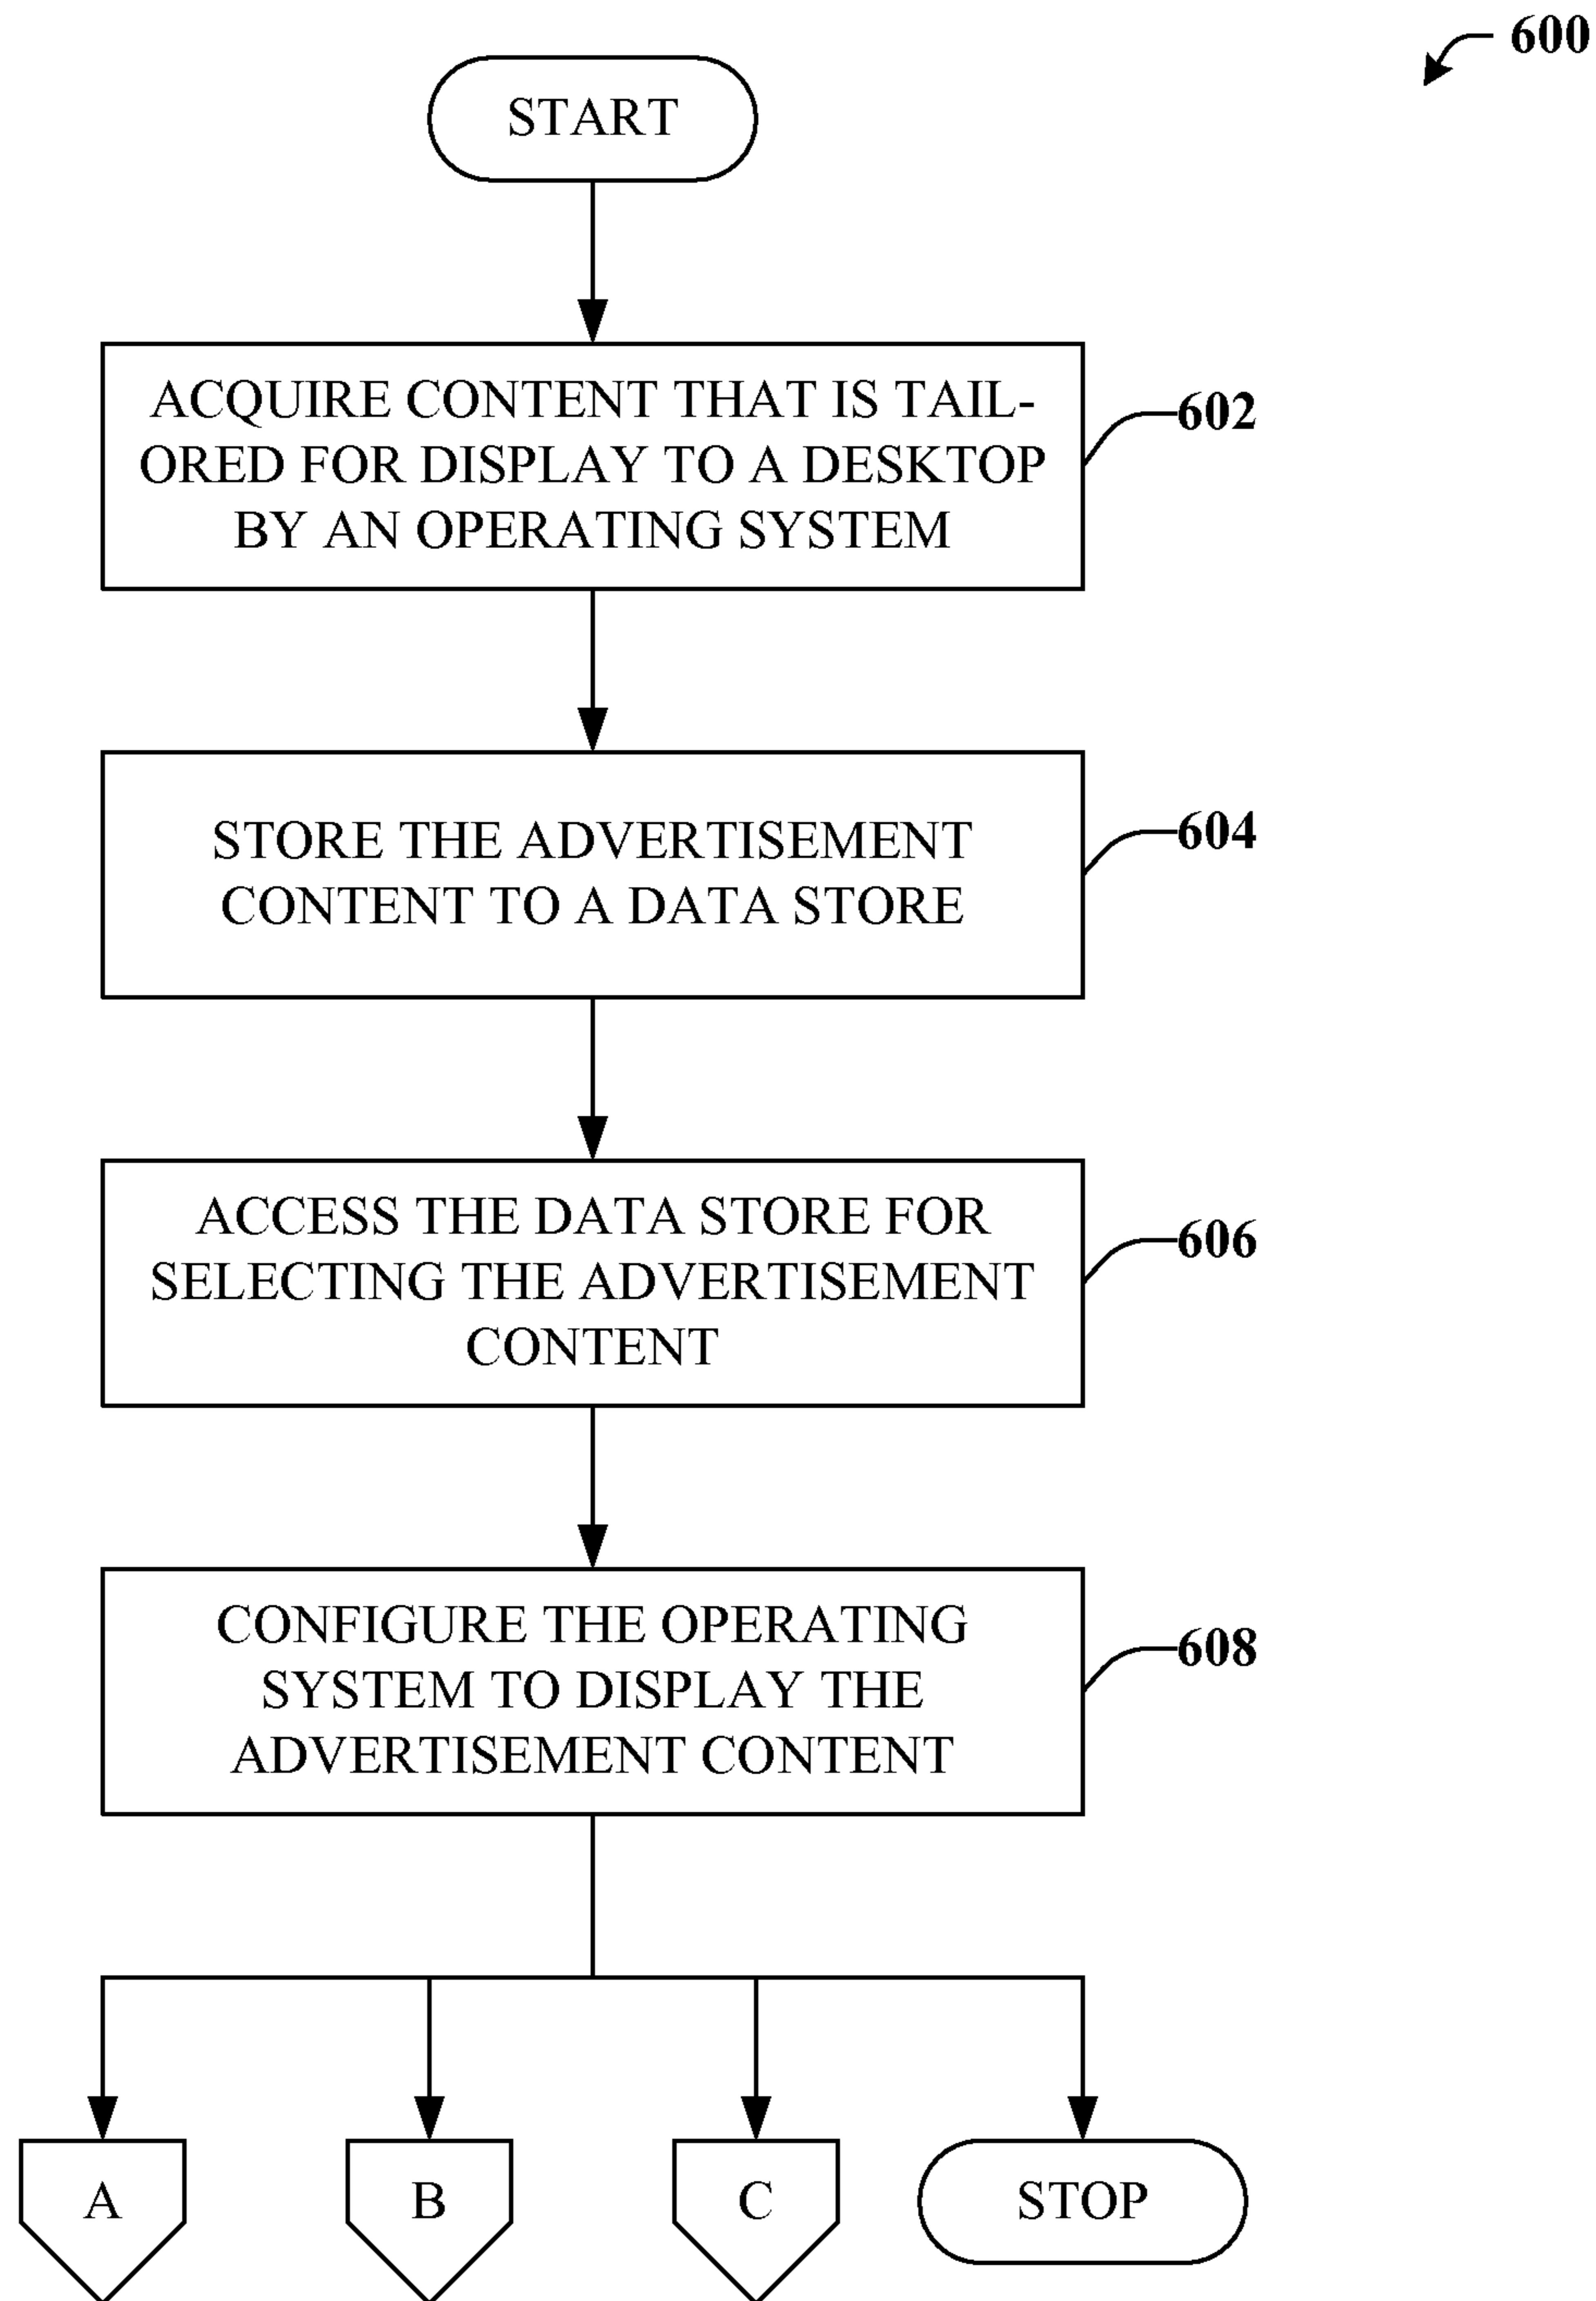 600
START
ACQUIRE CONTENT THAT IS TAIL-
ORED FOR DISPLAY TO A DESKTOP
BY AN OPERATING SYSTEM
602
STORE THE ADVERTISEMENT
CONTENT TO A DATA STORE
604
ACCESS THE DATA STORE FOR
SELECTING THE ADVERTISEMENT
CONTENT
606
CONFIGURE THE OPERATING
SYSTEM TO DISPLAY THE
ADVERTISEMENT CONTENT
608
A
B
C
STOP